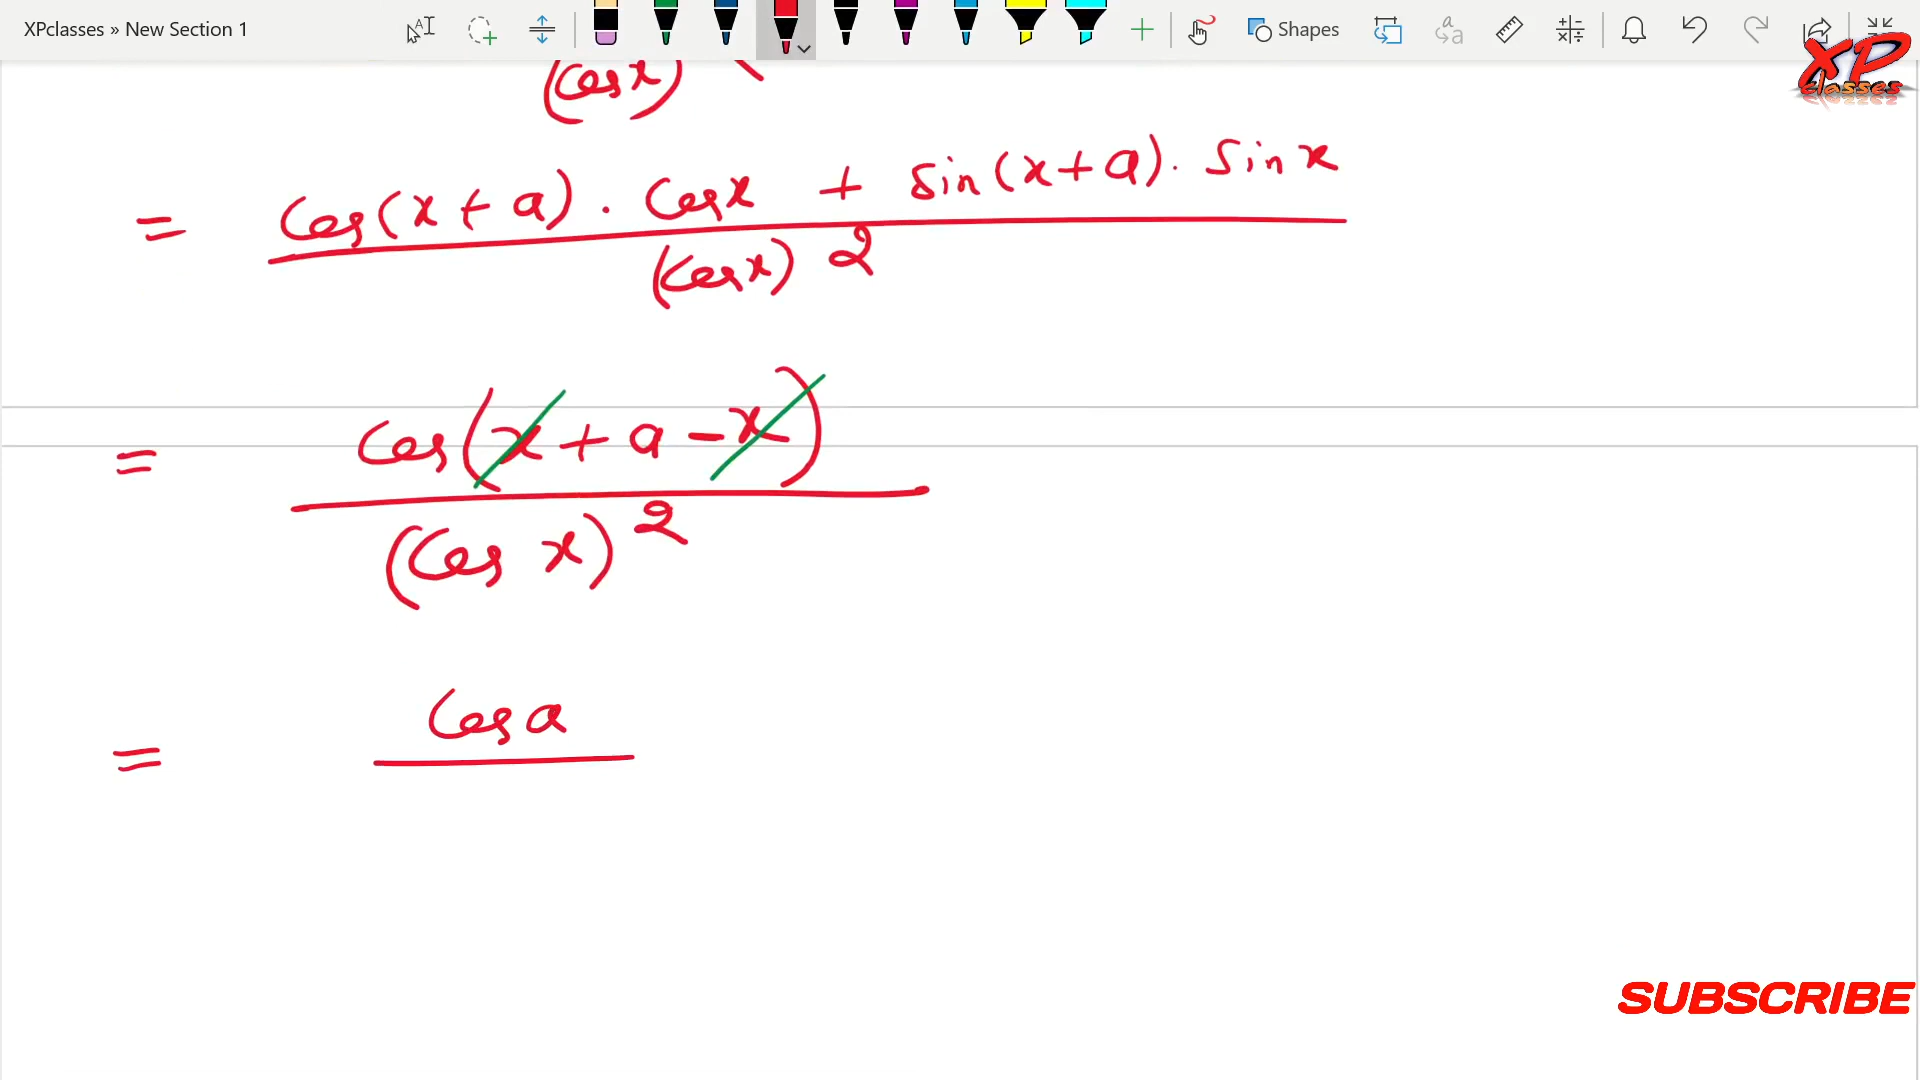 XPclasses » New Section 1
Shapes
XP
classes
(cos x)
= cos(x + a) . cos x + sin(x + a) . sin x
(cos x) 2
= cos(x + a - x)
(cos x) 2
= cos a
SUBSCRIBE